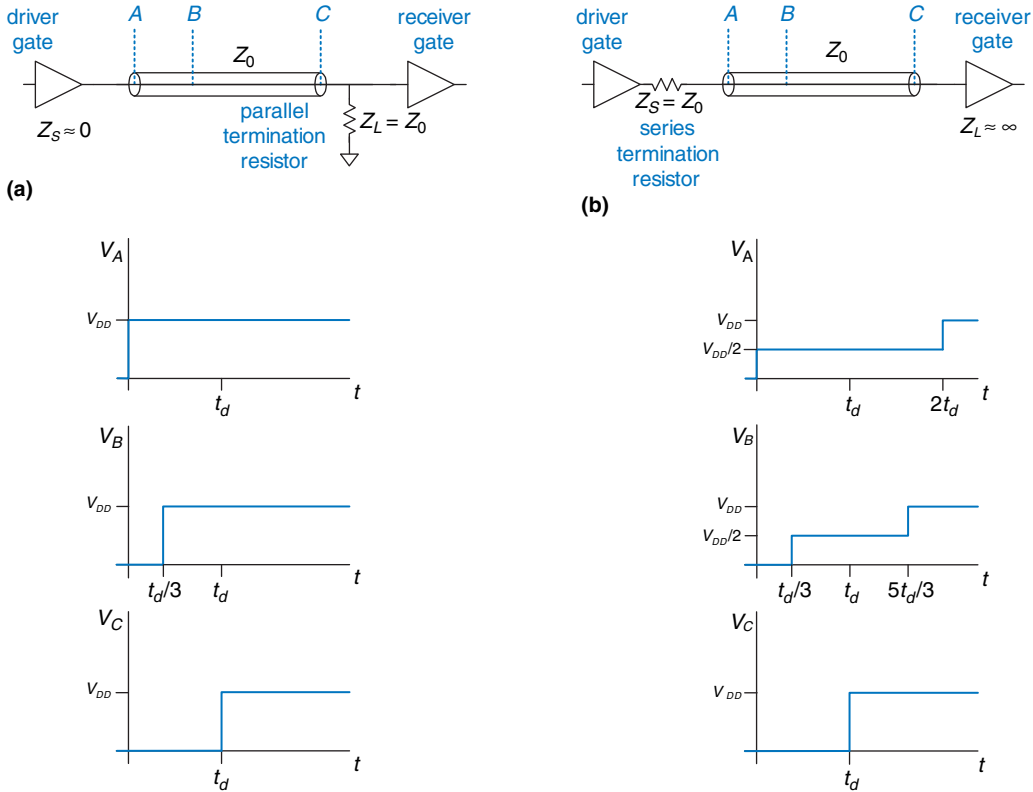 driver gate
A
B
C
receiver gate
Z0
ZS ≈ 0
parallel termination resistor
ZL = Z0
(a)
driver gate
A
B
C
receiver gate
Z0
ZS = Z0
series termination resistor
ZL ≈ ∞
(b)
VA
VDD
td
t
VB
VDD
td/3
td
t
VC
VDD
td
t
VA
VDD
VDD/2
td
2td
t
VB
VDD
VDD/2
td/3
td
5td/3
t
VC
VDD
td
t